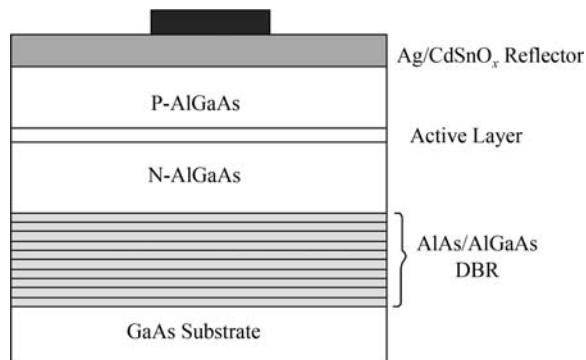 Ag/CdSnOₓ Reflector
P-AlGaAs
Active Layer
N-AlGaAs
AlAs/AlGaAs
DBR
GaAs Substrate